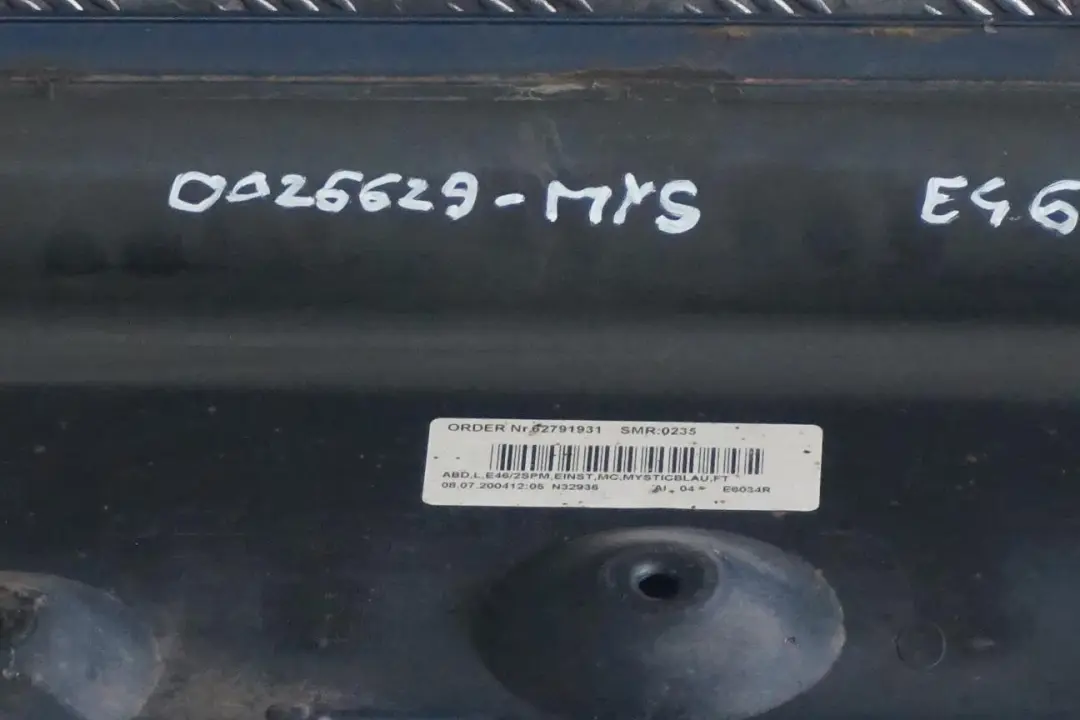 0026629-MYS E46
ORDER Nr.62791931 SMR:0235
ABD,L,E46/2SPM,EINST,MC,MYSTICBLAU,FT
08.07.200412:05 N32936 AI 04 E6034R